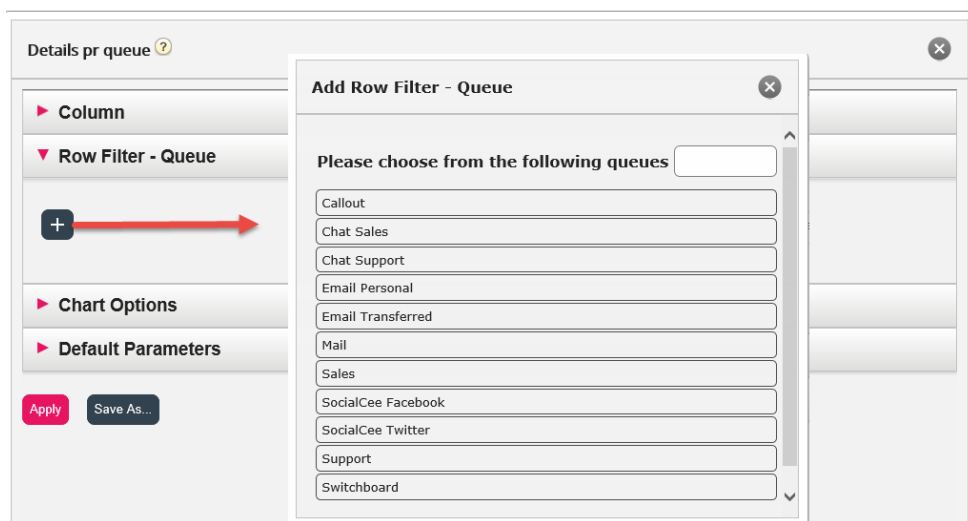 Details pr queue ?
Column
Row Filter - Queue
+
Chart Options
Default Parameters
Apply
Save As...
Add Row Filter - Queue
Please choose from the following queues
Callout
Chat Sales
Chat Support
Email Personal
Email Transferred
Mail
Sales
SocialCee Facebook
SocialCee Twitter
Support
Switchboard